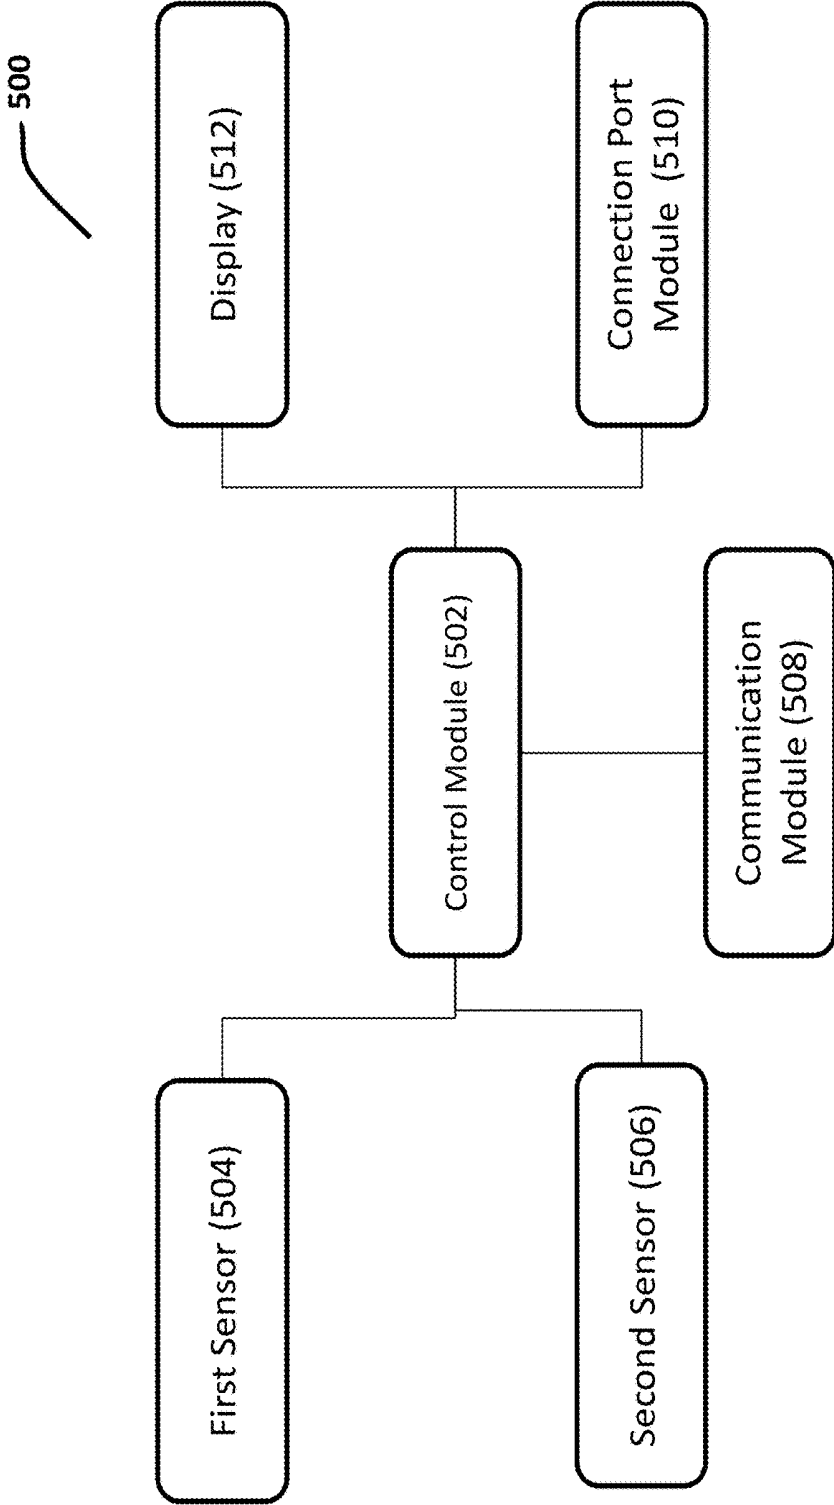 500
First Sensor (504)
Display (512)
Control Module (502)
Second Sensor (506)
Connection Port
Module (510)
Communication
Module (508)